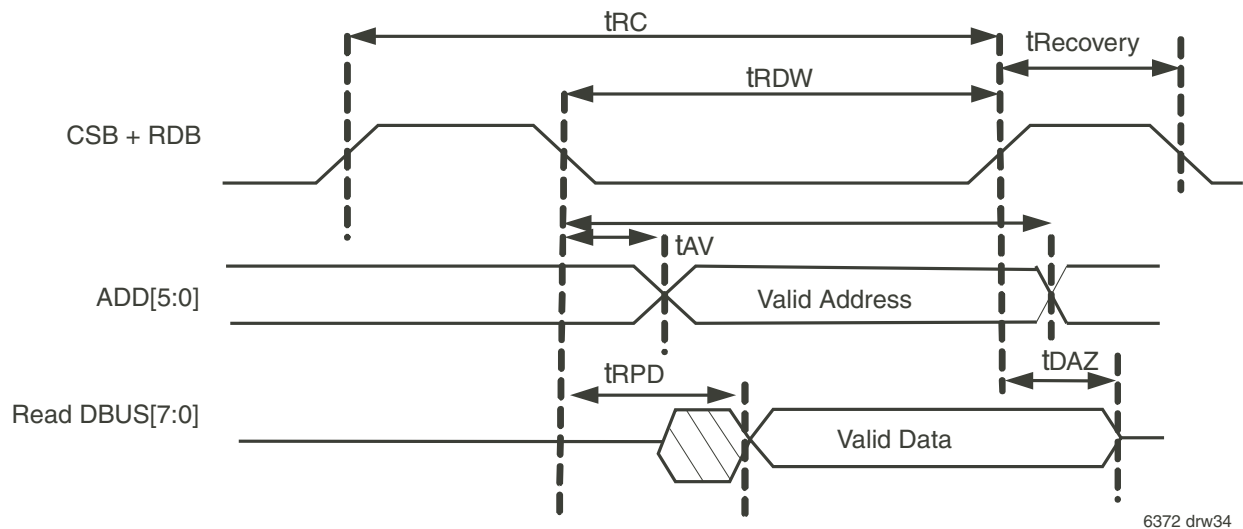 tRC
tRecovery
tRDW
CSB + RDB
tAV
ADD[5:0]
Valid Address
tRPD
tDAZ
Read DBUS[7:0]
Valid Data
6372 drw34